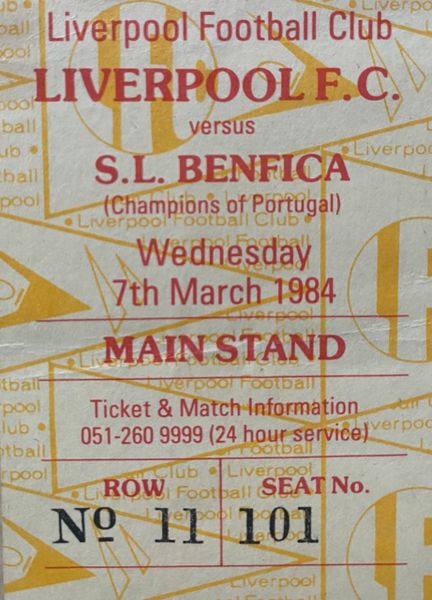 Liverpool Football Club
LIVERPOOL F.C.
versus
S.L. BENFICA
(Champions of Portugal)
Wednesday
7th March 1984
MAIN STAND
Ticket & Match Information
051-260 9999 (24 hour service)
ROW SEAT No.
Nº 11 101